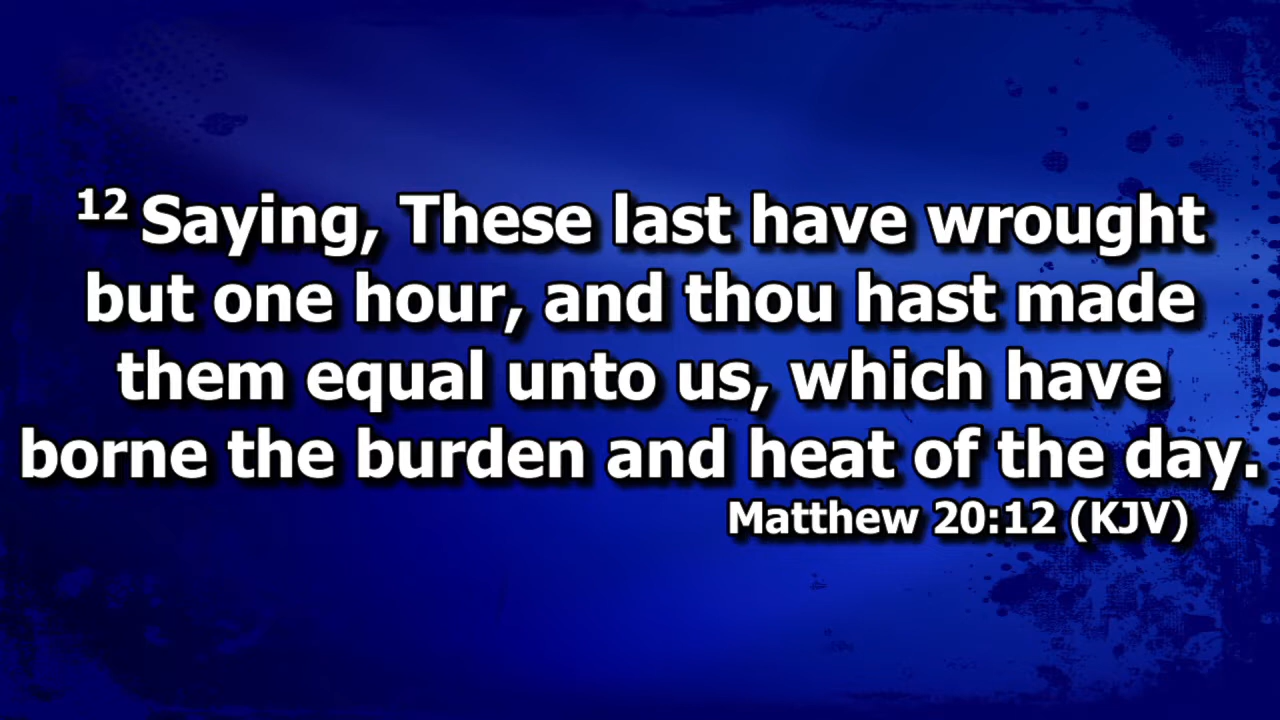 12 Saying, These last have wrought
but one hour, and thou hast made
them equal unto us, which have
borne the burden and heat of the day.
Matthew 20:12 (KJV)